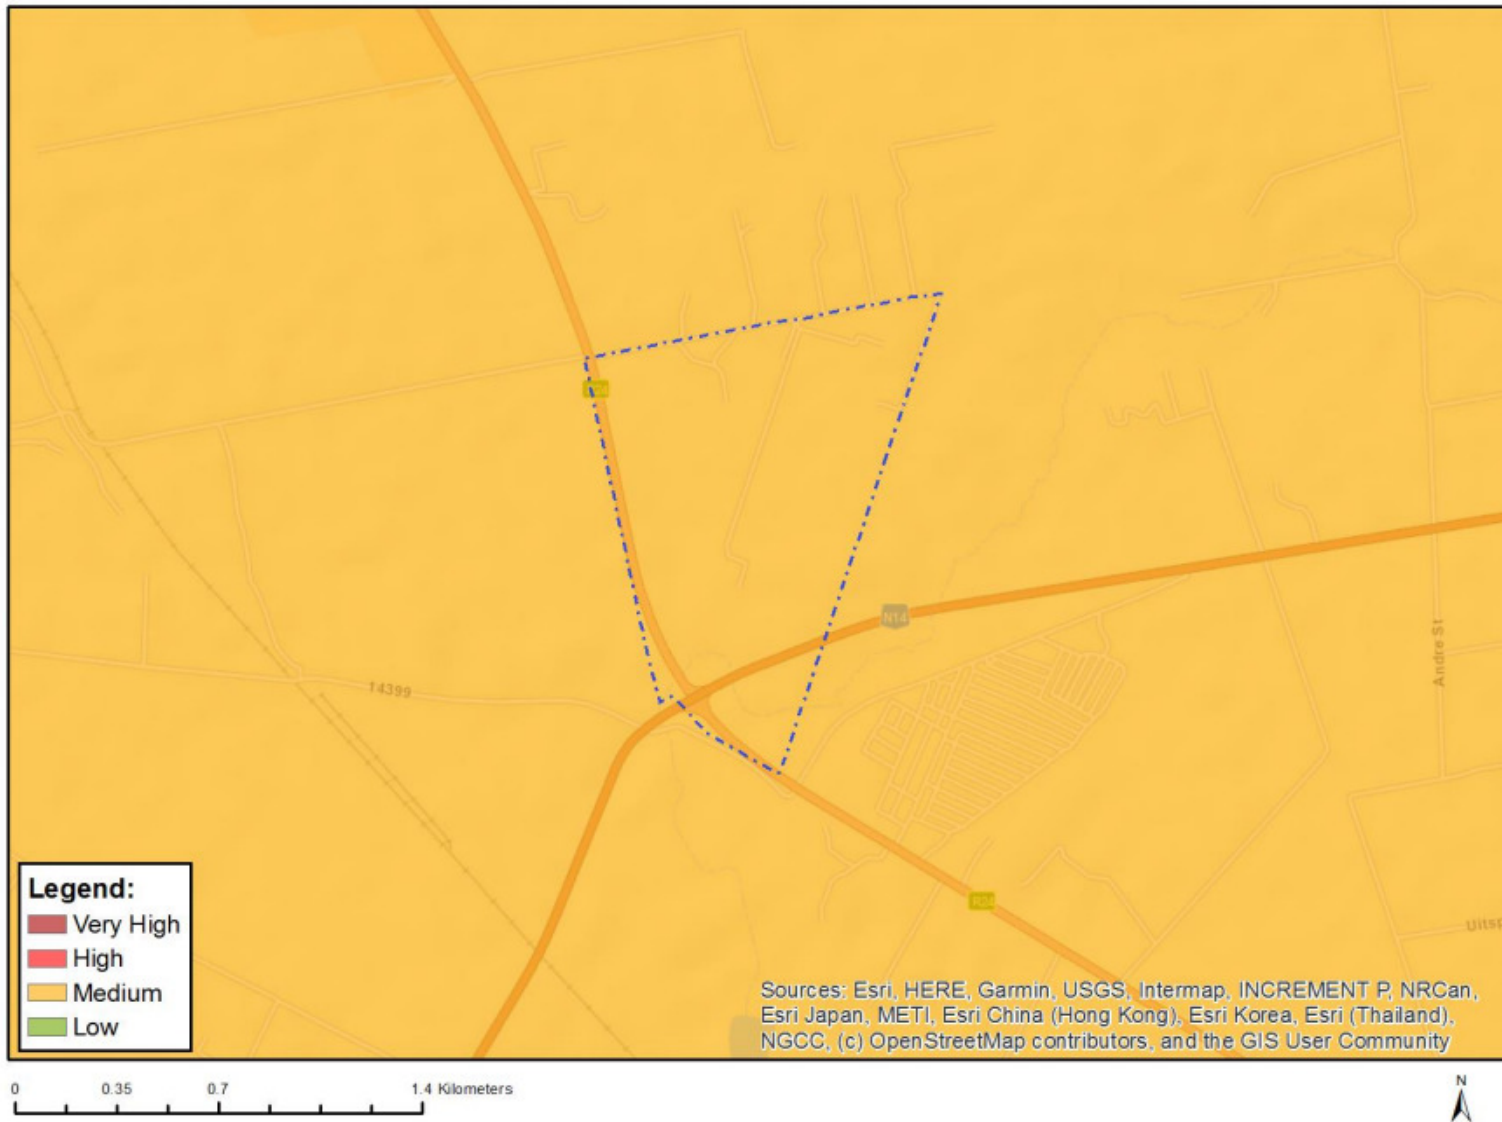 N14
14399
Andre St
R24
Legend:
Very High
High
Medium
Low
Sources: Esri, HERE, Garmin, USGS, Intermap, INCREMENT P, NRCan,
Esri Japan, METI, Esri China (Hong Kong), Esri Korea, Esri (Thailand),
NGCC, (c) OpenStreetMap contributors, and the GIS User Community
0 0.35 0.7 1.4 Kilometers
N